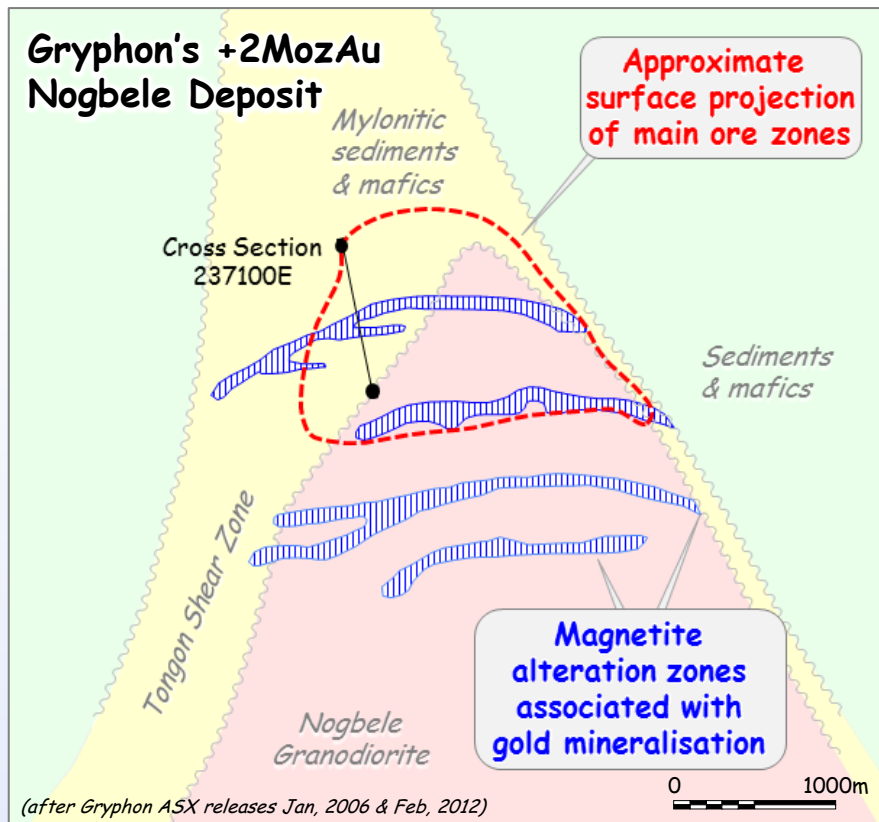 Gryphon's +2MozAu
Nogbele Deposit
Approximate
surface projection
of main ore zones
Mylonitic
sediments
& mafics
Cross Section
237100E
Sediments
& mafics
Tongon Shear Zone
Magnetite
alteration zones
associated with
gold mineralisation
Nogbele
Granodiorite
0 1000m
(after Gryphon ASX releases Jan, 2006 & Feb, 2012)